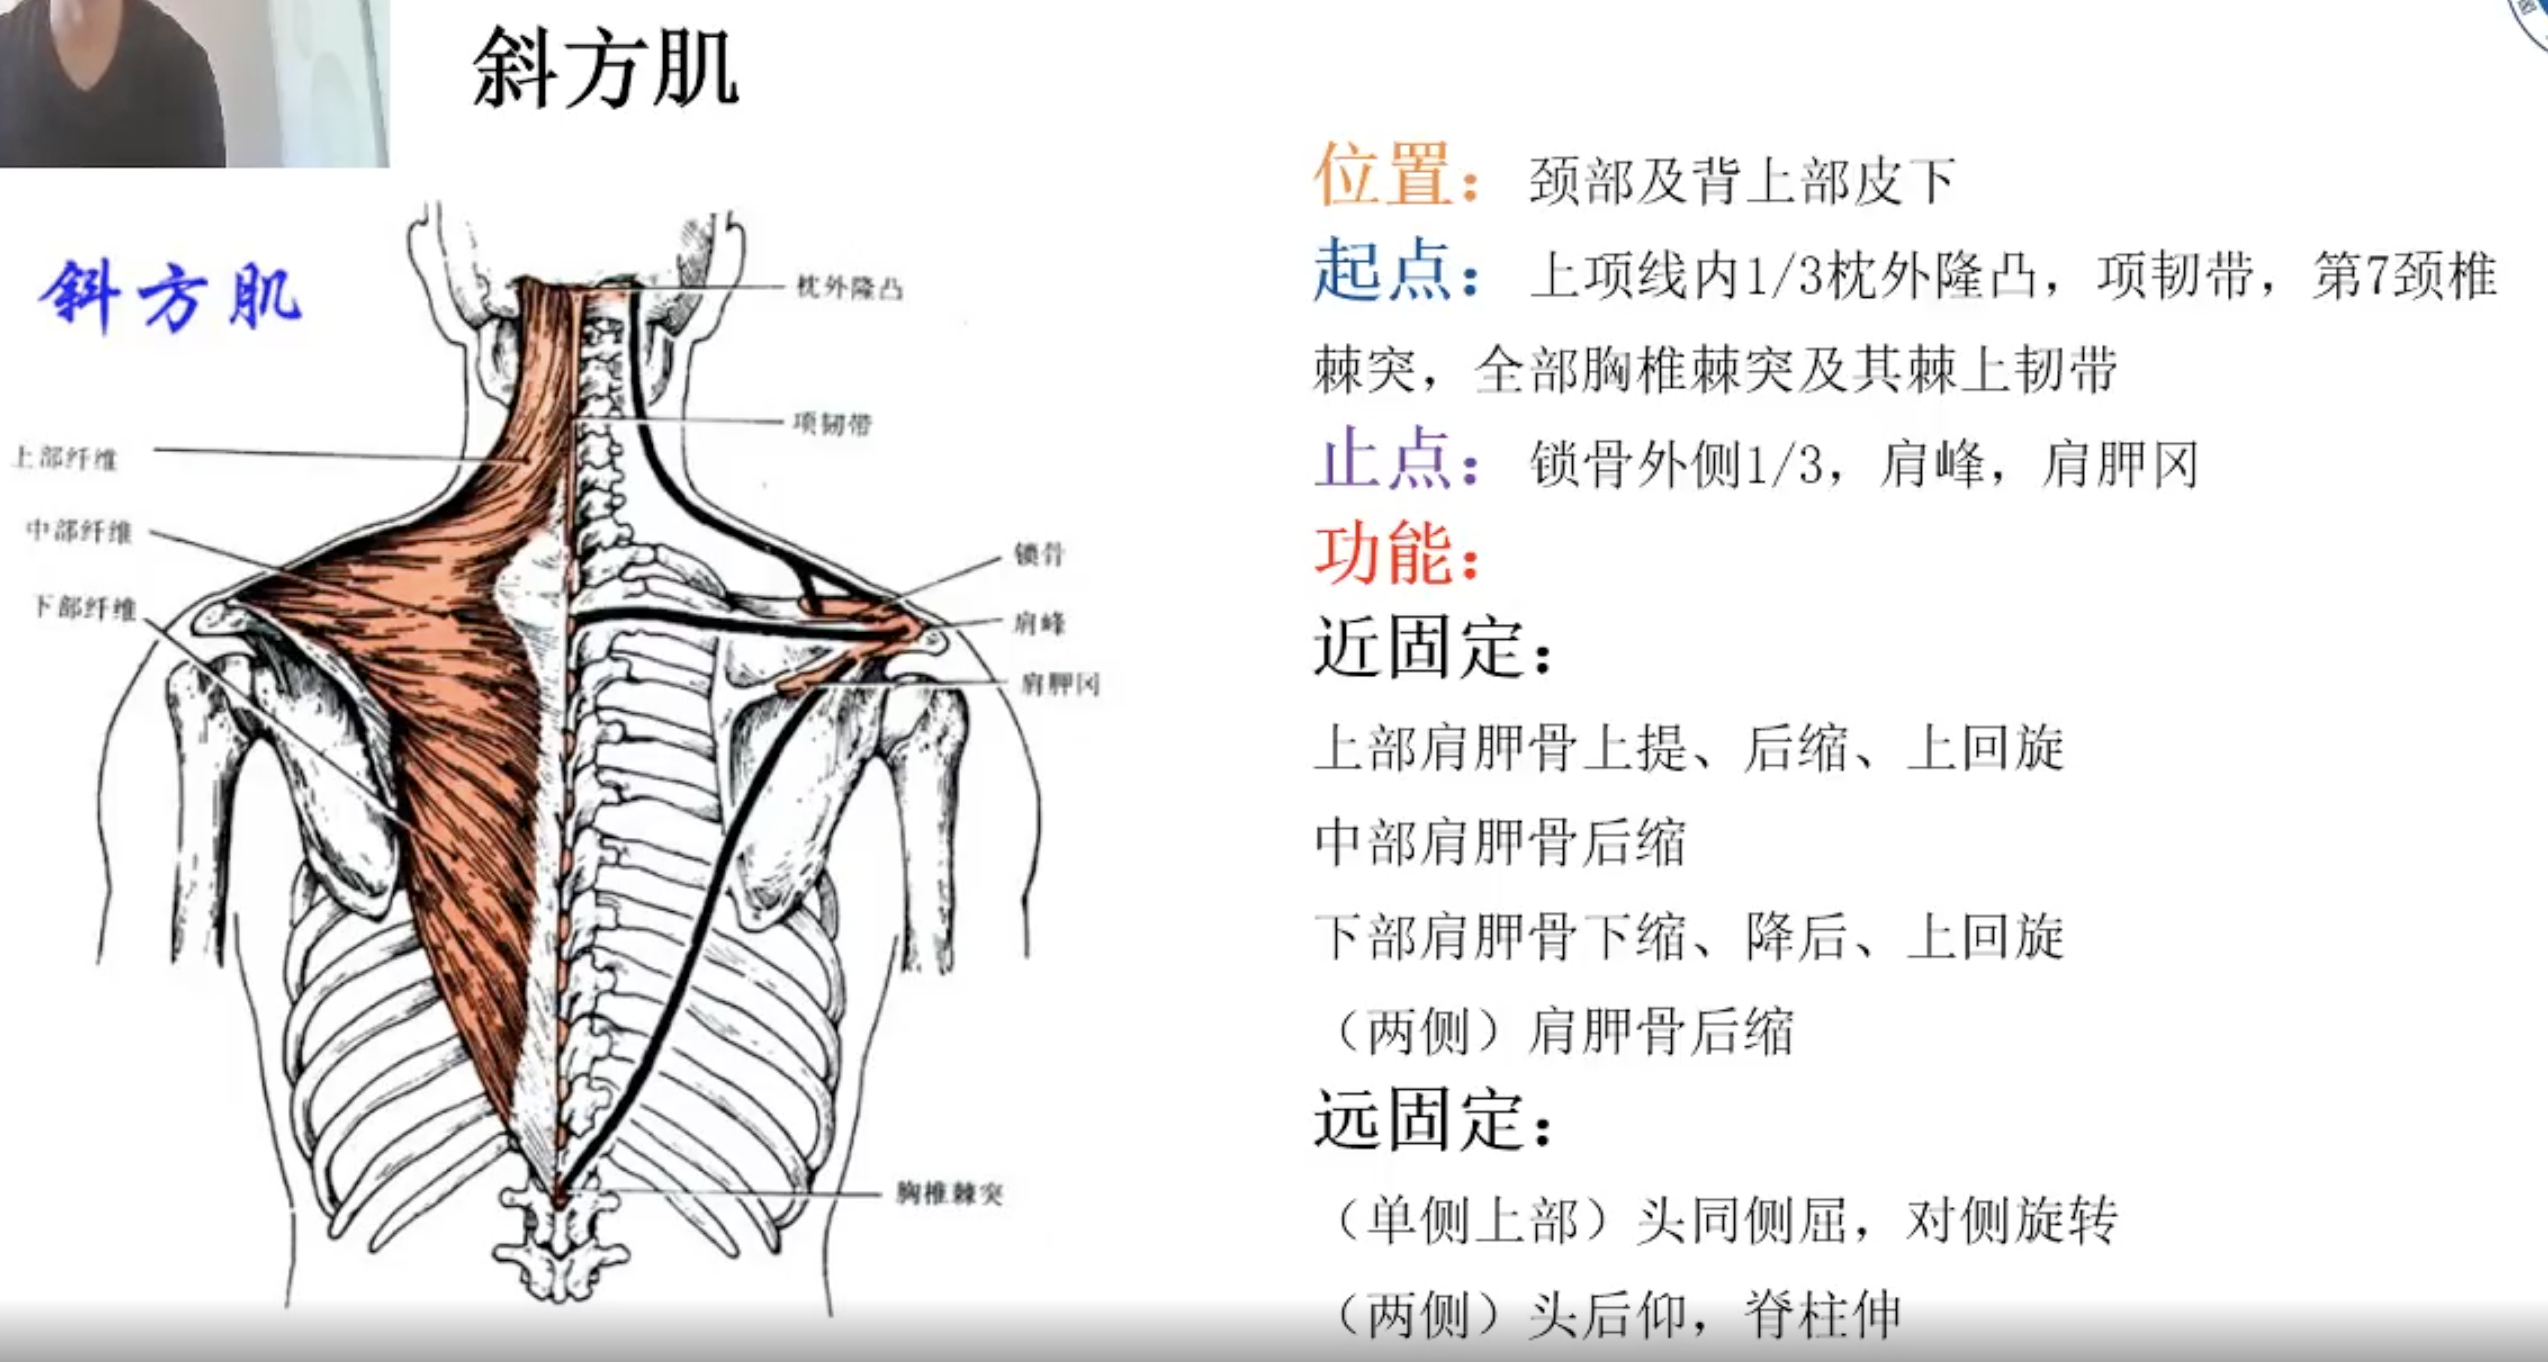 斜方肌
位置：颈部及背上部皮下
起点：上项线内1/3枕外隆凸，项韧带，第7颈椎
棘突，全部胸椎棘突及其棘上韧带
止点：锁骨外侧1/3，肩峰，肩胛冈
功能：
近固定：
上部肩胛骨上提、后缩、上回旋
中部肩胛骨后缩
下部肩胛骨下缩、降后、上回旋
（两侧）肩胛骨后缩
远固定：
（单侧上部）头同侧屈，对侧旋转
（两侧）头后仰，脊柱伸
斜方肌
枕外隆凸
项韧带
上部纤维
中部纤维
下部纤维
锁骨
肩峰
肩胛冈
胸椎棘突